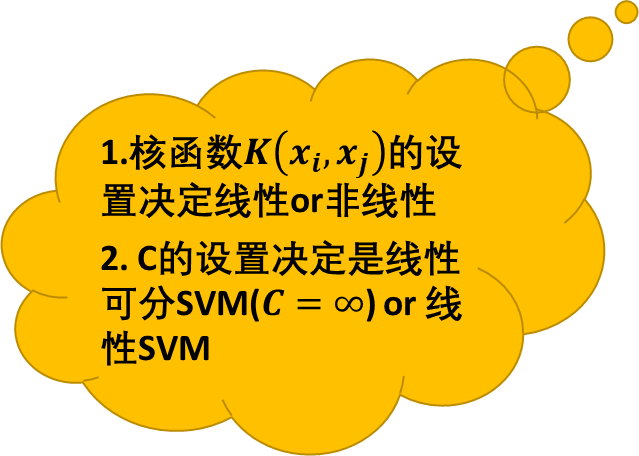 1.核函数K(xᵢ,xⱼ)的设
置决定线性or非线性
2. C的设置决定是线性
可分SVM(C = ∞) or 线
性SVM